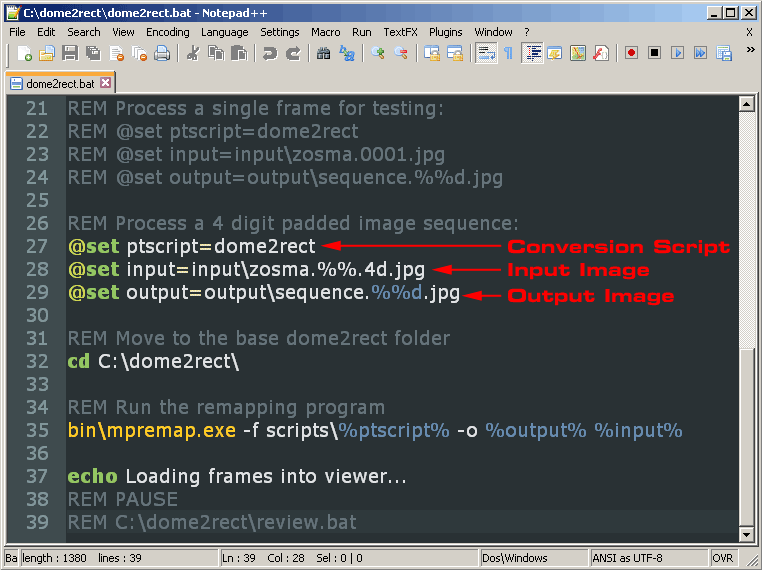 C:\dome2rect\dome2rect.bat - Notepad++
File Edit Search View Encoding Language Settings Macro Run TextFX Plugins Window ? X
dome2rect.bat
21 REM Process a single frame for testing:
22 REM @set ptscript=dome2rect
23 REM @set input=input\zosma.0001.jpg
24 REM @set output=output\sequence.%%d.jpg
25
26 REM Process a 4 digit padded image sequence:
27 @set ptscript=dome2rect Conversion Script
28 @set input=input\zosma.%%.4d.jpg Input Image
29 @set output=output\sequence.%%d.jpg Output Image
30
31 REM Move to the base dome2rect folder
32 cd C:\dome2rect\
33
34 REM Run the remapping program
35 bin\mpremap.exe -f scripts\%ptscript% -o %output% %input%
36
37 echo Loading frames into viewer...
38 REM PAUSE
39 REM C:\dome2rect\review.bat
Ba length : 1380 lines : 39 Ln : 39 Col : 28 Sel : 0 | 0 Dos\Windows ANSI as UTF-8 OVR